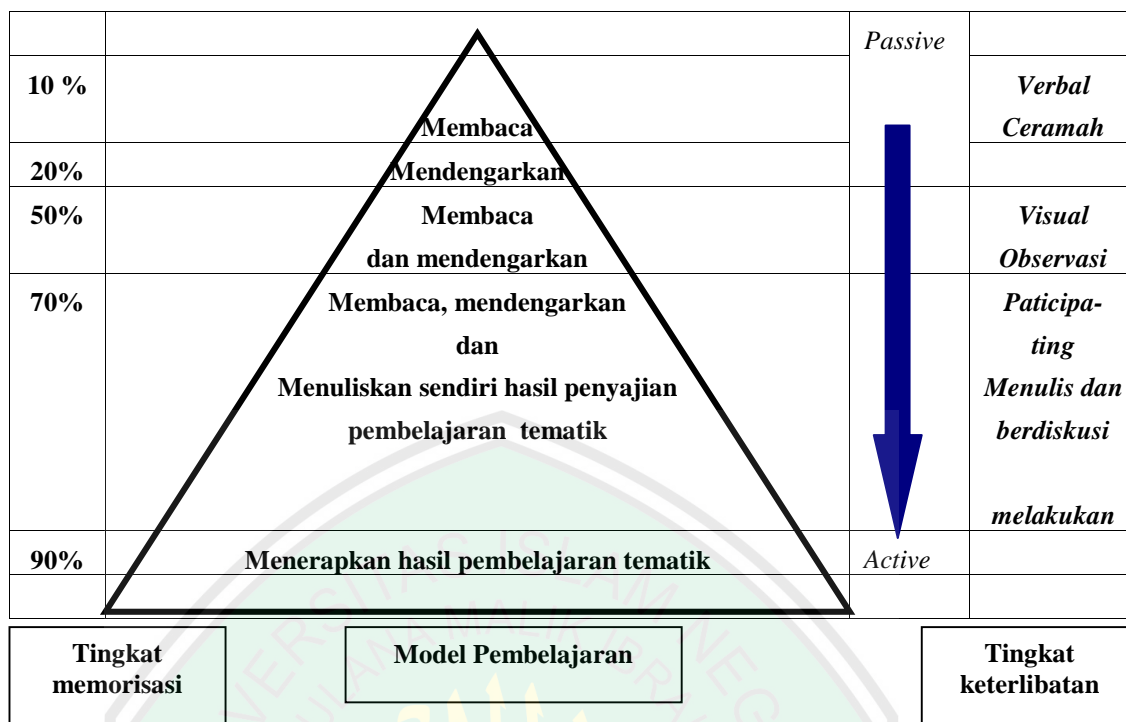 Passive
10 %
Verbal
Membaca
Ceramah
20%
Mendengarkan
50%
Membaca
Visual
dan mendengarkan
Observasi
70%
Membaca, mendengarkan
Paticipa-
dan
ting
Menuliskan sendiri hasil penyajian
Menulis dan
pembelajaran tematik
berdiskusi
melakukan
90%
Menerapkan hasil pembelajaran tematik
Active
Tingkat
memorisasi
Model Pembelajaran
Tingkat
keterlibatan